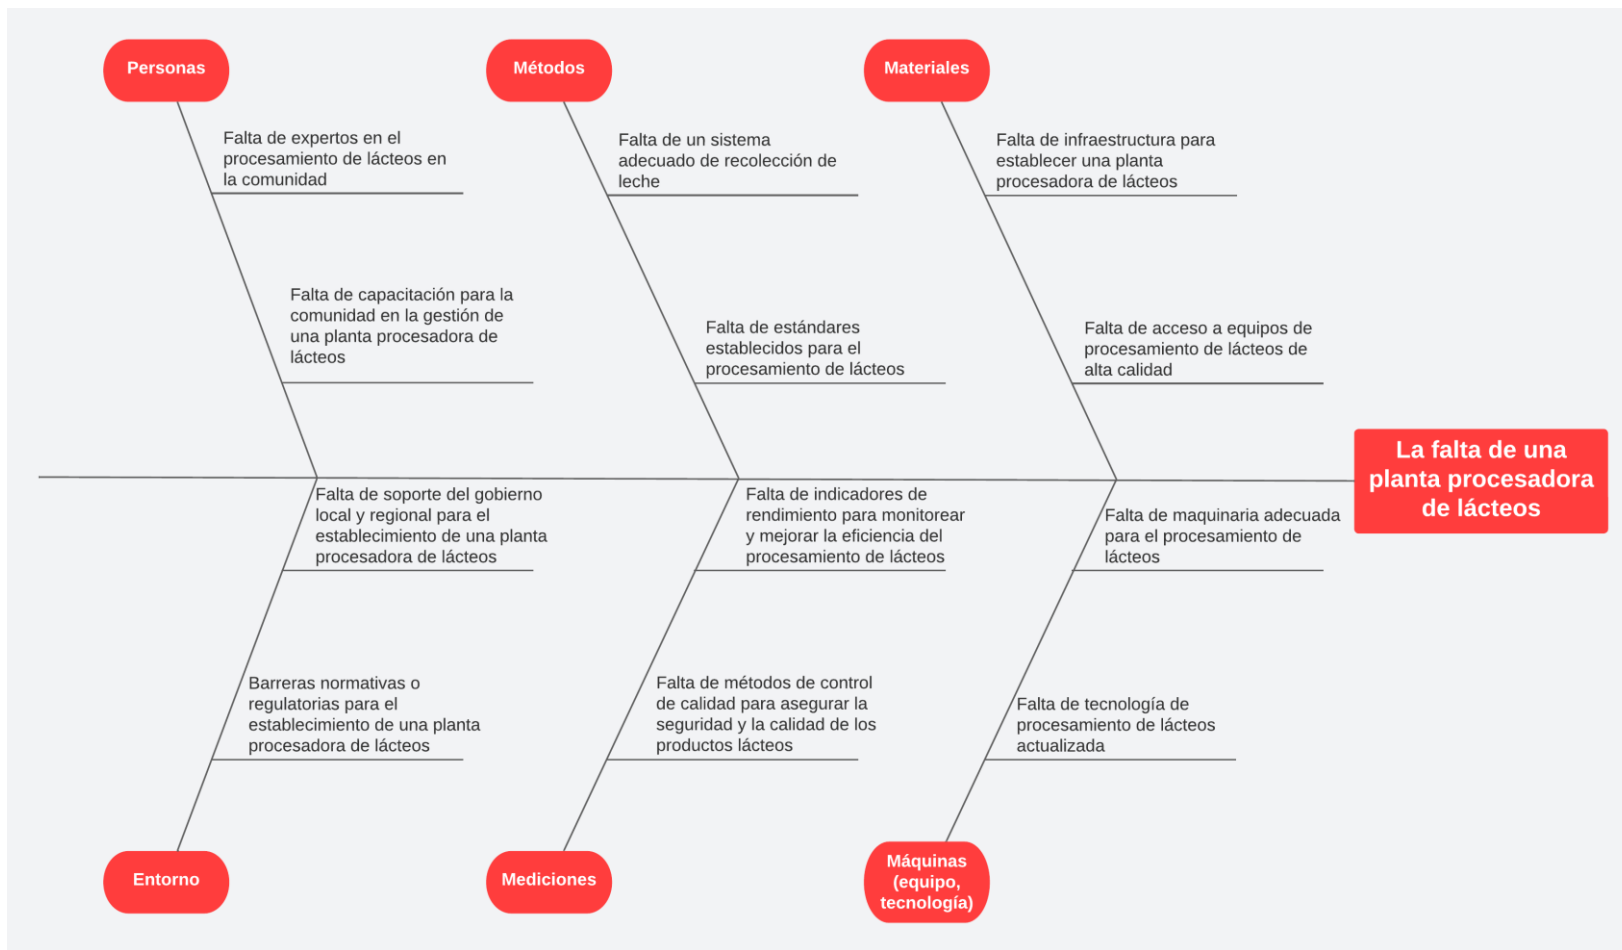 Personas
Métodos
Materiales
Falta de expertos en el
procesamiento de lácteos en
la comunidad
Falta de un sistema
adecuado de recolección de
leche
Falta de infraestructura para
establecer una planta
procesadora de lácteos
Falta de capacitación para la
comunidad en la gestión de
una planta procesadora de
lácteos
Falta de estándares
establecidos para el
procesamiento de lácteos
Falta de acceso a equipos de
procesamiento de lácteos de
alta calidad
La falta de una
planta procesadora
de lácteos
Falta de soporte del gobierno
local y regional para el
establecimiento de una planta
procesadora de lácteos
Falta de indicadores de
rendimiento para monitorear
y mejorar la eficiencia del
procesamiento de lácteos
Falta de maquinaria adecuada
para el procesamiento de
lácteos
Barreras normativas o
regulatorias para el
establecimiento de una planta
procesadora de lácteos
Falta de métodos de control
de calidad para asegurar la
seguridad y la calidad de los
productos lácteos
Falta de tecnología de
procesamiento de lácteos
actualizada
Entorno
Mediciones
Máquinas
(equipo,
tecnología)